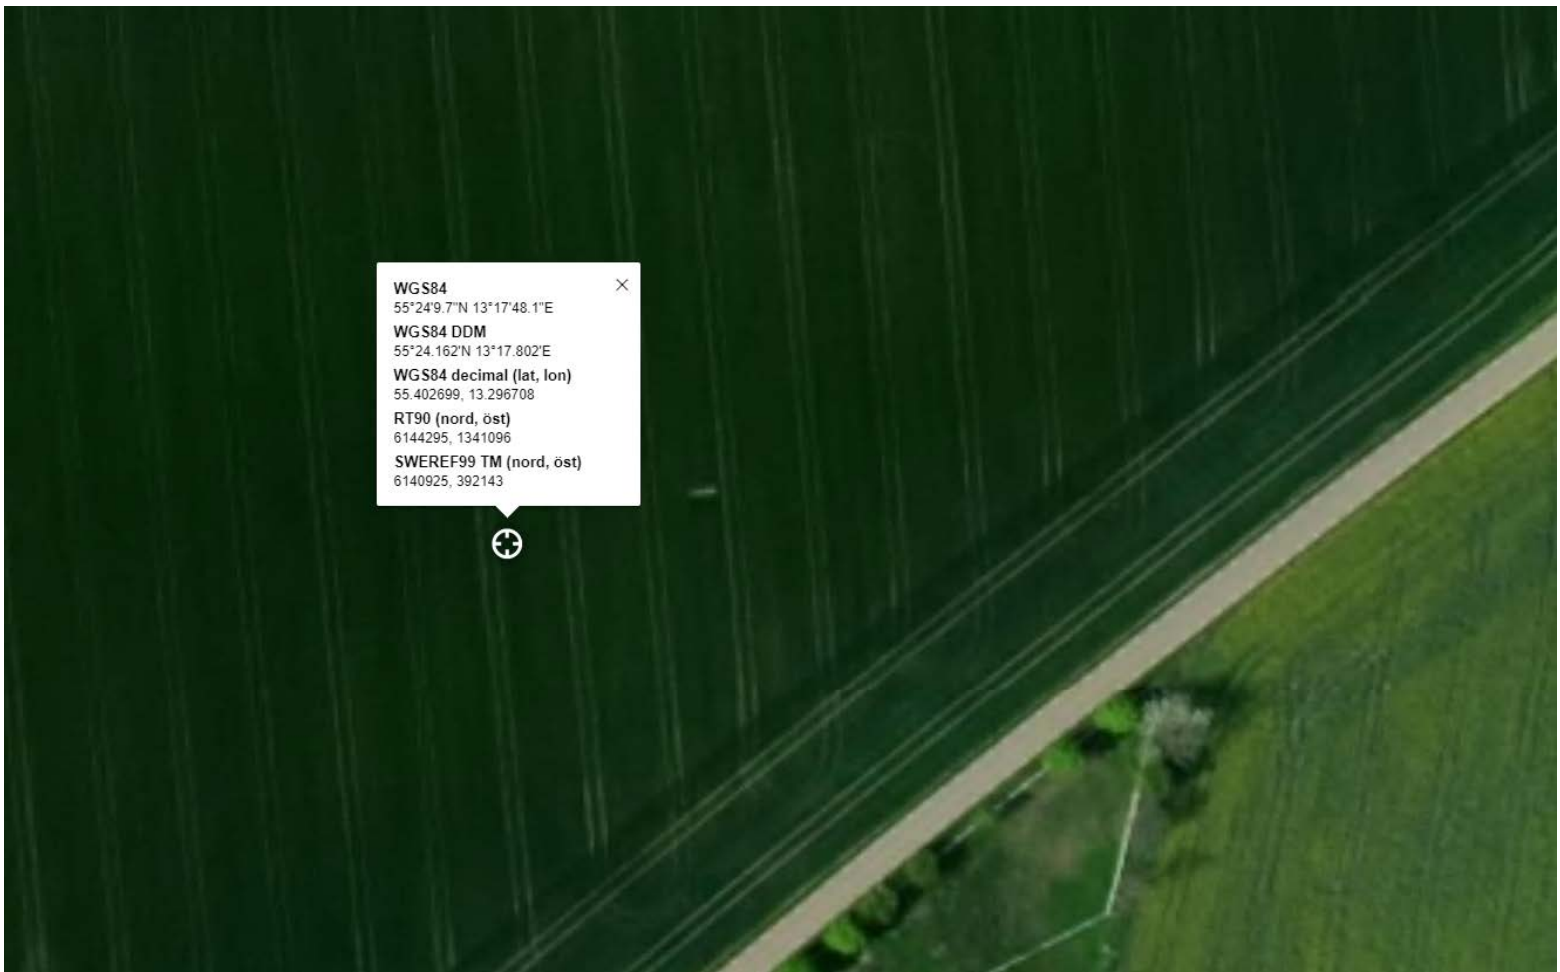 WGS84
55°24'9.7"N 13°17'48.1"E
WGS84 DDM
55°24.162'N 13°17.802'E
WGS84 decimal (lat, lon)
55.402699, 13.296708
RT90 (nord, öst)
6144295, 1341096
SWEREF99 TM (nord, öst)
6140925, 392143